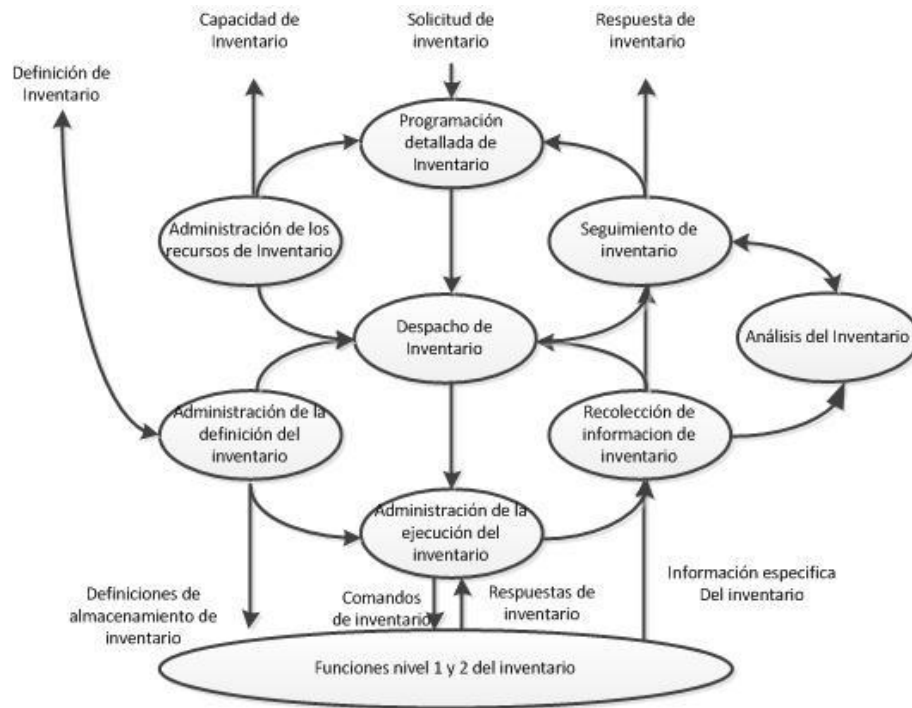 Capacidad de
Inventario
Solicitud de
inventario
Respuesta de
inventario
Definición de
Inventario
Programación
detallada de
Inventario
Administración de los
recursos de Inventario
Seguimiento de
inventario
Despacho de
Inventario
Análisis del Inventario
Administración de la
definición del
inventario
Recolección de
informacion de
inventario
Administración de la
ejecución del
inventario
Definiciones de
almacenamiento de
inventario
Comandos
de inventario
Respuestas de
inventario
Información especifica
Del inventario
Funciones nivel 1 y 2 del inventario